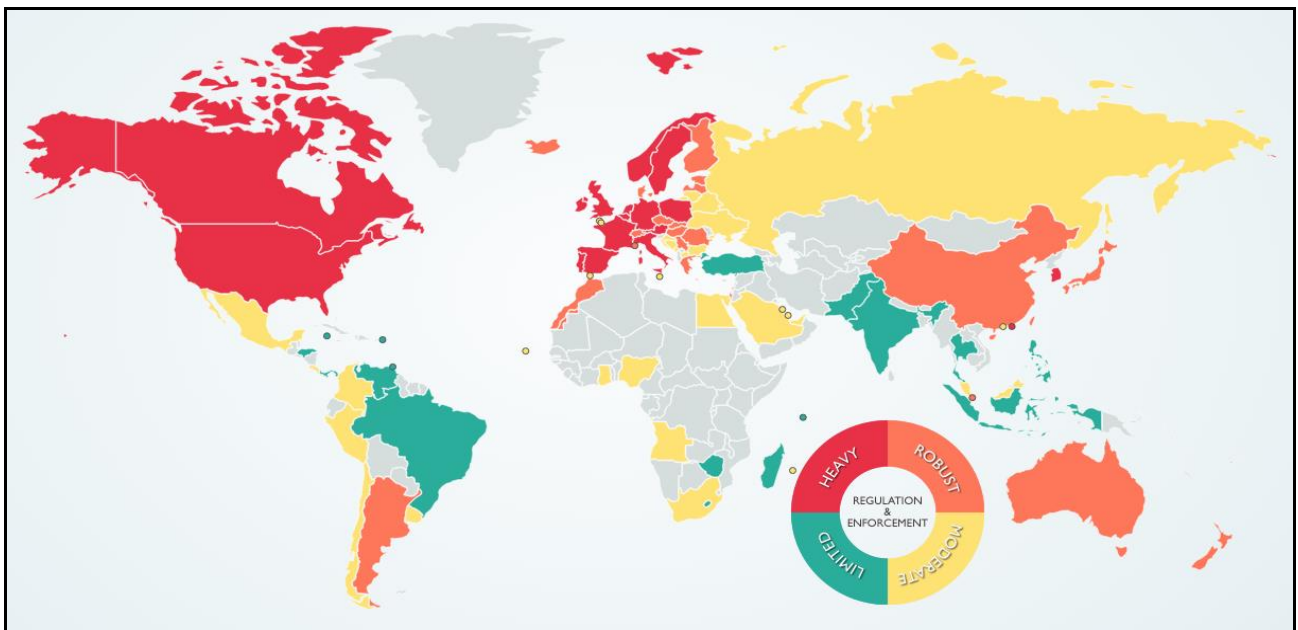 HEAVY
ROBUST
REGULATION
&
ENFORCEMENT
LIMITED
MODERATE